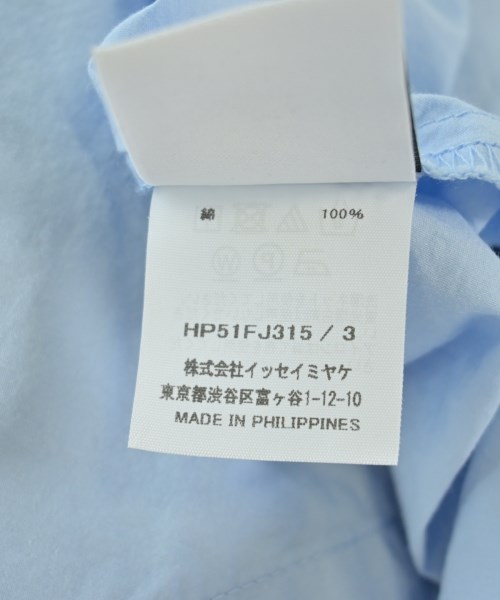 綿 100%
HP51FJ315 / 3
株式会社イッセイミヤケ
東京都渋谷区富ヶ谷1-12-10
MADE IN PHILIPPINES